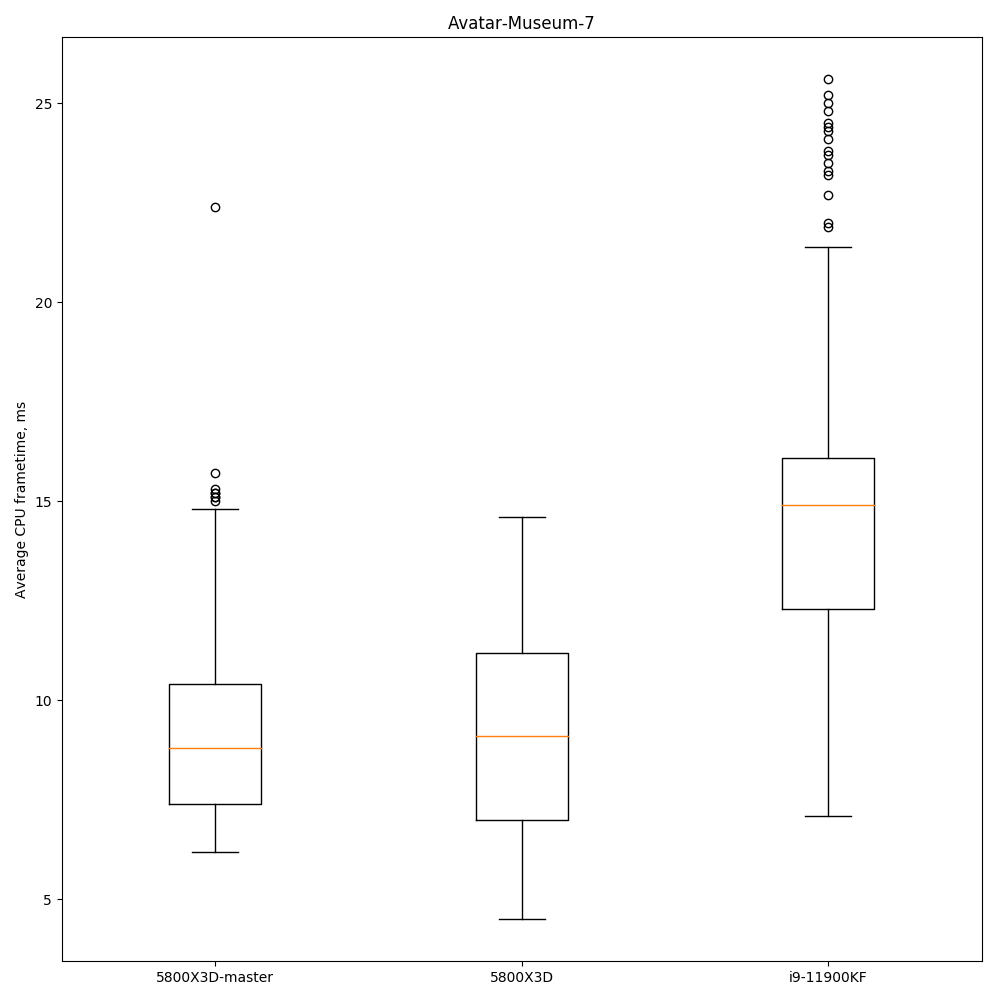 Avatar-Museum-7
Average CPU frametime, ms
25
20
15
10
5
5800X3D-master
5800X3D
i9-11900KF